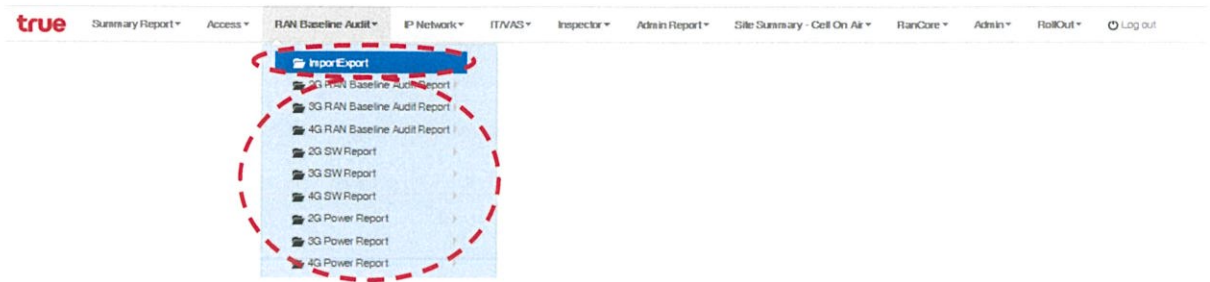 true Summary Report Access RAN Baseline Audit IP Network IT/VAS Inspector Admin Report Site Summary - Cell On Air RanCore Admin RollOut Log out
ImportExport
2G RAN Baseline Audit Report
3G RAN Baseline Audit Report
4G RAN Baseline Audit Report
2G SW Report
3G SW Report
4G SW Report
2G Power Report
3G Power Report
4G Power Report